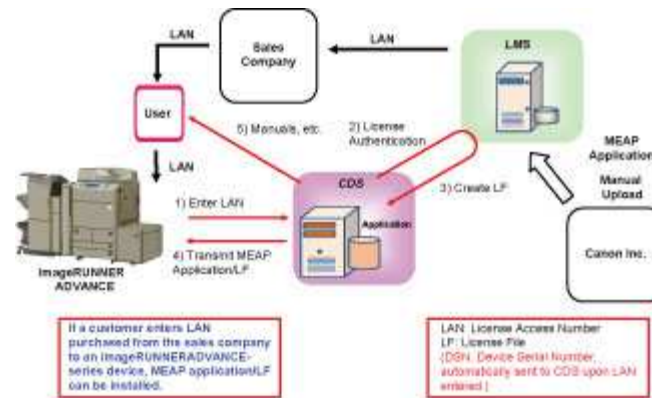 LAN
Sales
Company
LAN
LMS
User
5) Manuals, etc.
2) License
Authentication
MEAP
Application
Manual
Upload
LAN
CDS
3) Create LF
1) Enter LAN
Application
4) Transmit MEAP
Application/LF
Canon Inc.
imageRUNNER
ADVANCE
If a customer enters LAN
purchased from the sales company
to an imageRUNNERADVANCE-
series device, MEAP application/LF
can be installed.
LAN: License Access Number
LF: License File
(DSN: Device Serial Number,
automatically sent to CDS upon LAN
entered.)